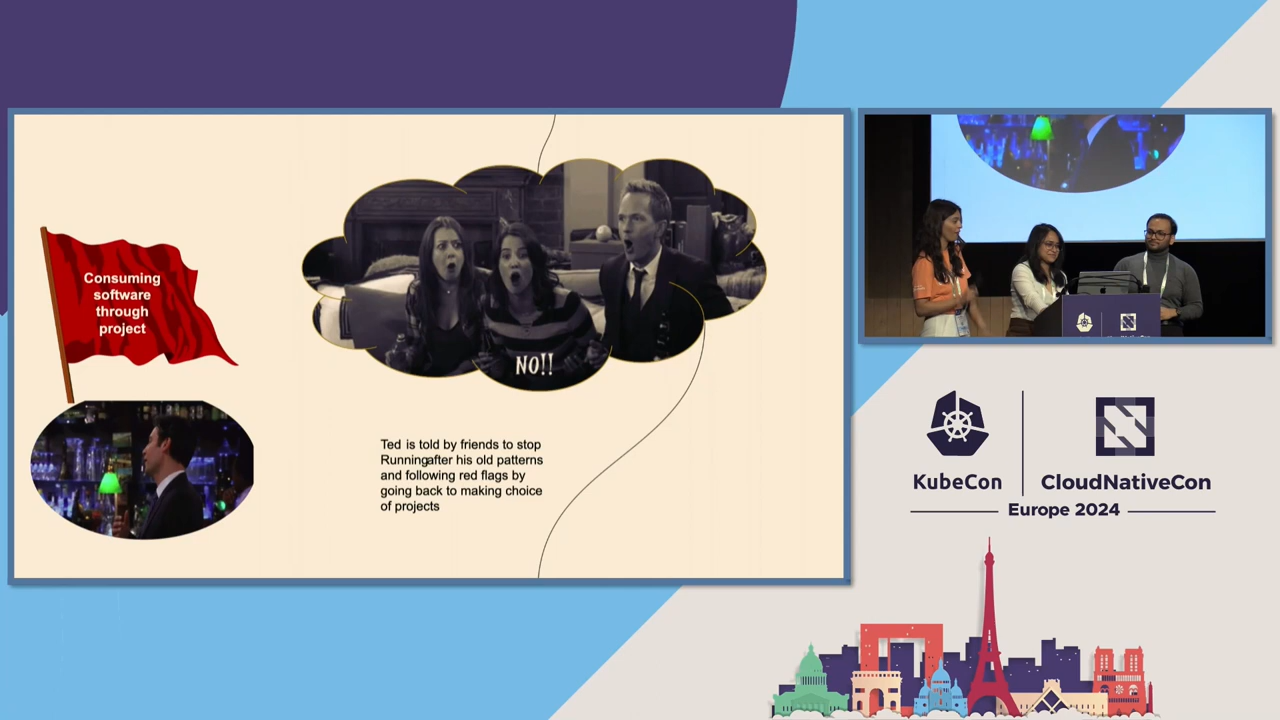 Consuming
software
through
project
NO!!
Ted is told by friends to stop
Runningafter his old patterns
and following red flags by
going back to making choice
of projects
KubeCon
CloudNativeCon
Europe 2024